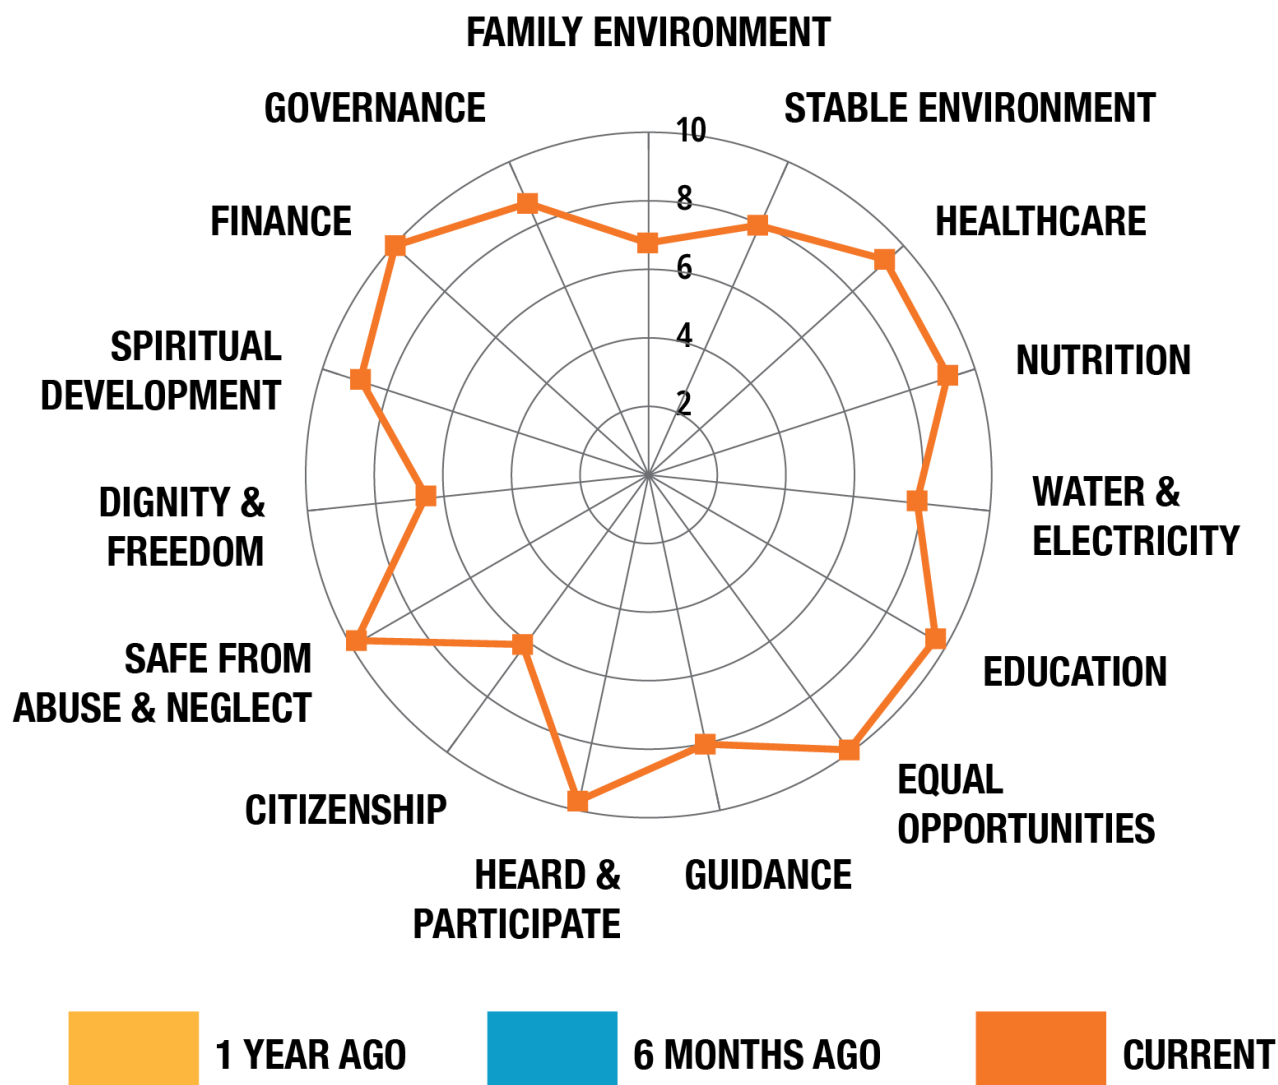 FAMILY ENVIRONMENT
GOVERNANCE
STABLE ENVIRONMENT
10
FINANCE
8
HEALTHCARE
6
SPIRITUAL
DEVELOPMENT
4
NUTRITION
2
DIGNITY &
FREEDOM
WATER &
ELECTRICITY
SAFE FROM
ABUSE & NEGLECT
EDUCATION
CITIZENSHIP
EQUAL
OPPORTUNITIES
HEARD &
PARTICIPATE
GUIDANCE
1 YEAR AGO
6 MONTHS AGO
CURRENT